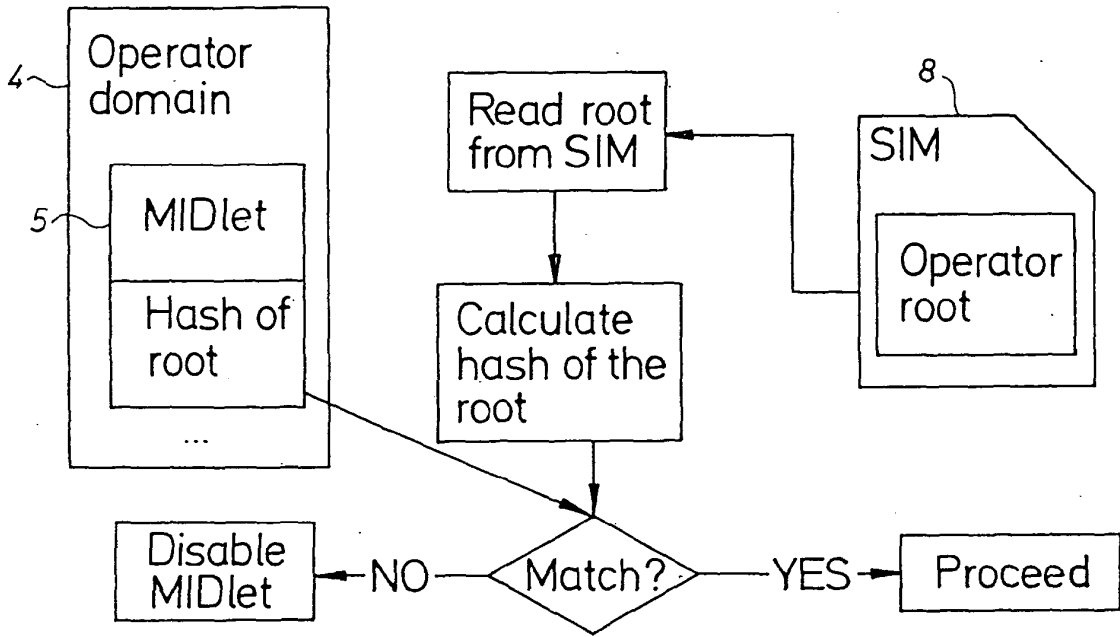 4
Operator
domain
5
MIDlet
Hash of
root
...
Read root
from SIM
Calculate
hash of the
root
8
SIM
Operator
root
Match?
NO
Disable
MIDlet
YES
Proceed